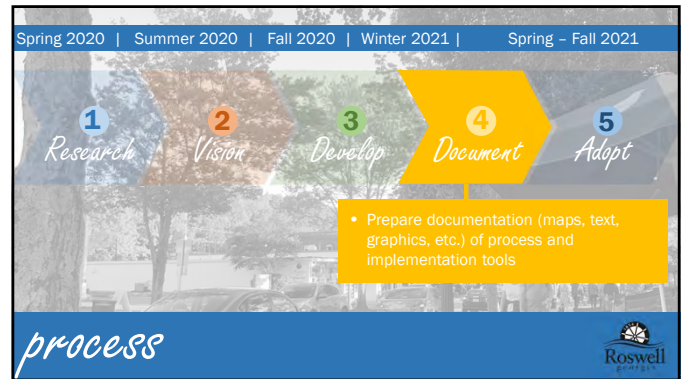 Spring 2020 | Summer 2020 | Fall 2020 | Winter 2021 | Spring – Fall 2021
1 2 3 4 5
Research Vision Develop Document Adopt
• Prepare documentation (maps, text,
graphics, etc.) of process and
implementation tools
process
Roswell
georgia